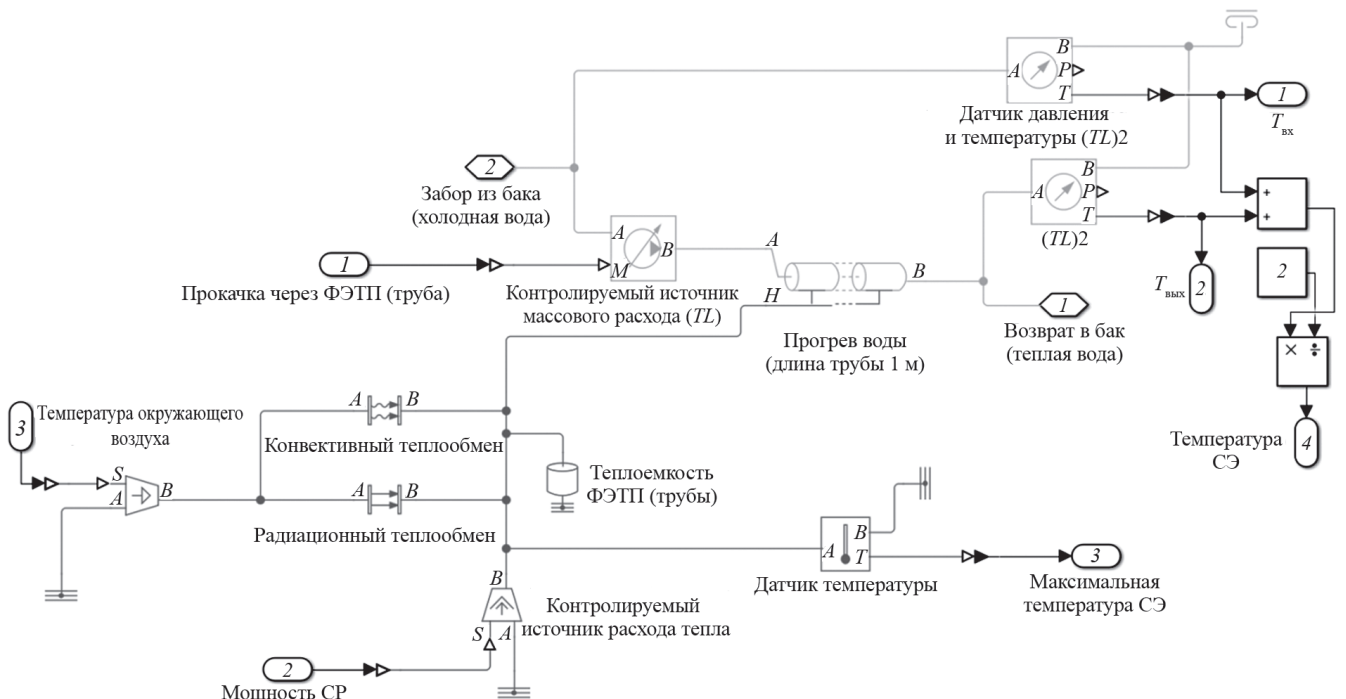 B
A
P
T
1
Датчик давления
и температуры (TL)2
Tвх
2
Забор из бака
(холодная вода)
B
A
P
T
(TL)2
+
+
A
B
M
A
B
H
1
Прокачка через ФЭТП (труба)
Контролируемый источник
массового расхода (TL)
Tвых
2
2
1
Возврат в бак
(теплая вода)
Прогрев воды
(длина трубы 1 м)
× ÷
3
Температура окружающего
воздуха
A
B
Конвективный теплообмен
Температура
СЭ
4
S
A
B
A
B
Теплоемкость
ФЭТП (трубы)
Радиационный теплообмен
B
A
T
3
Датчик температуры
Максимальная
температура СЭ
B
Контролируемый
источник расхода тепла
S
A
2
Мощность СР